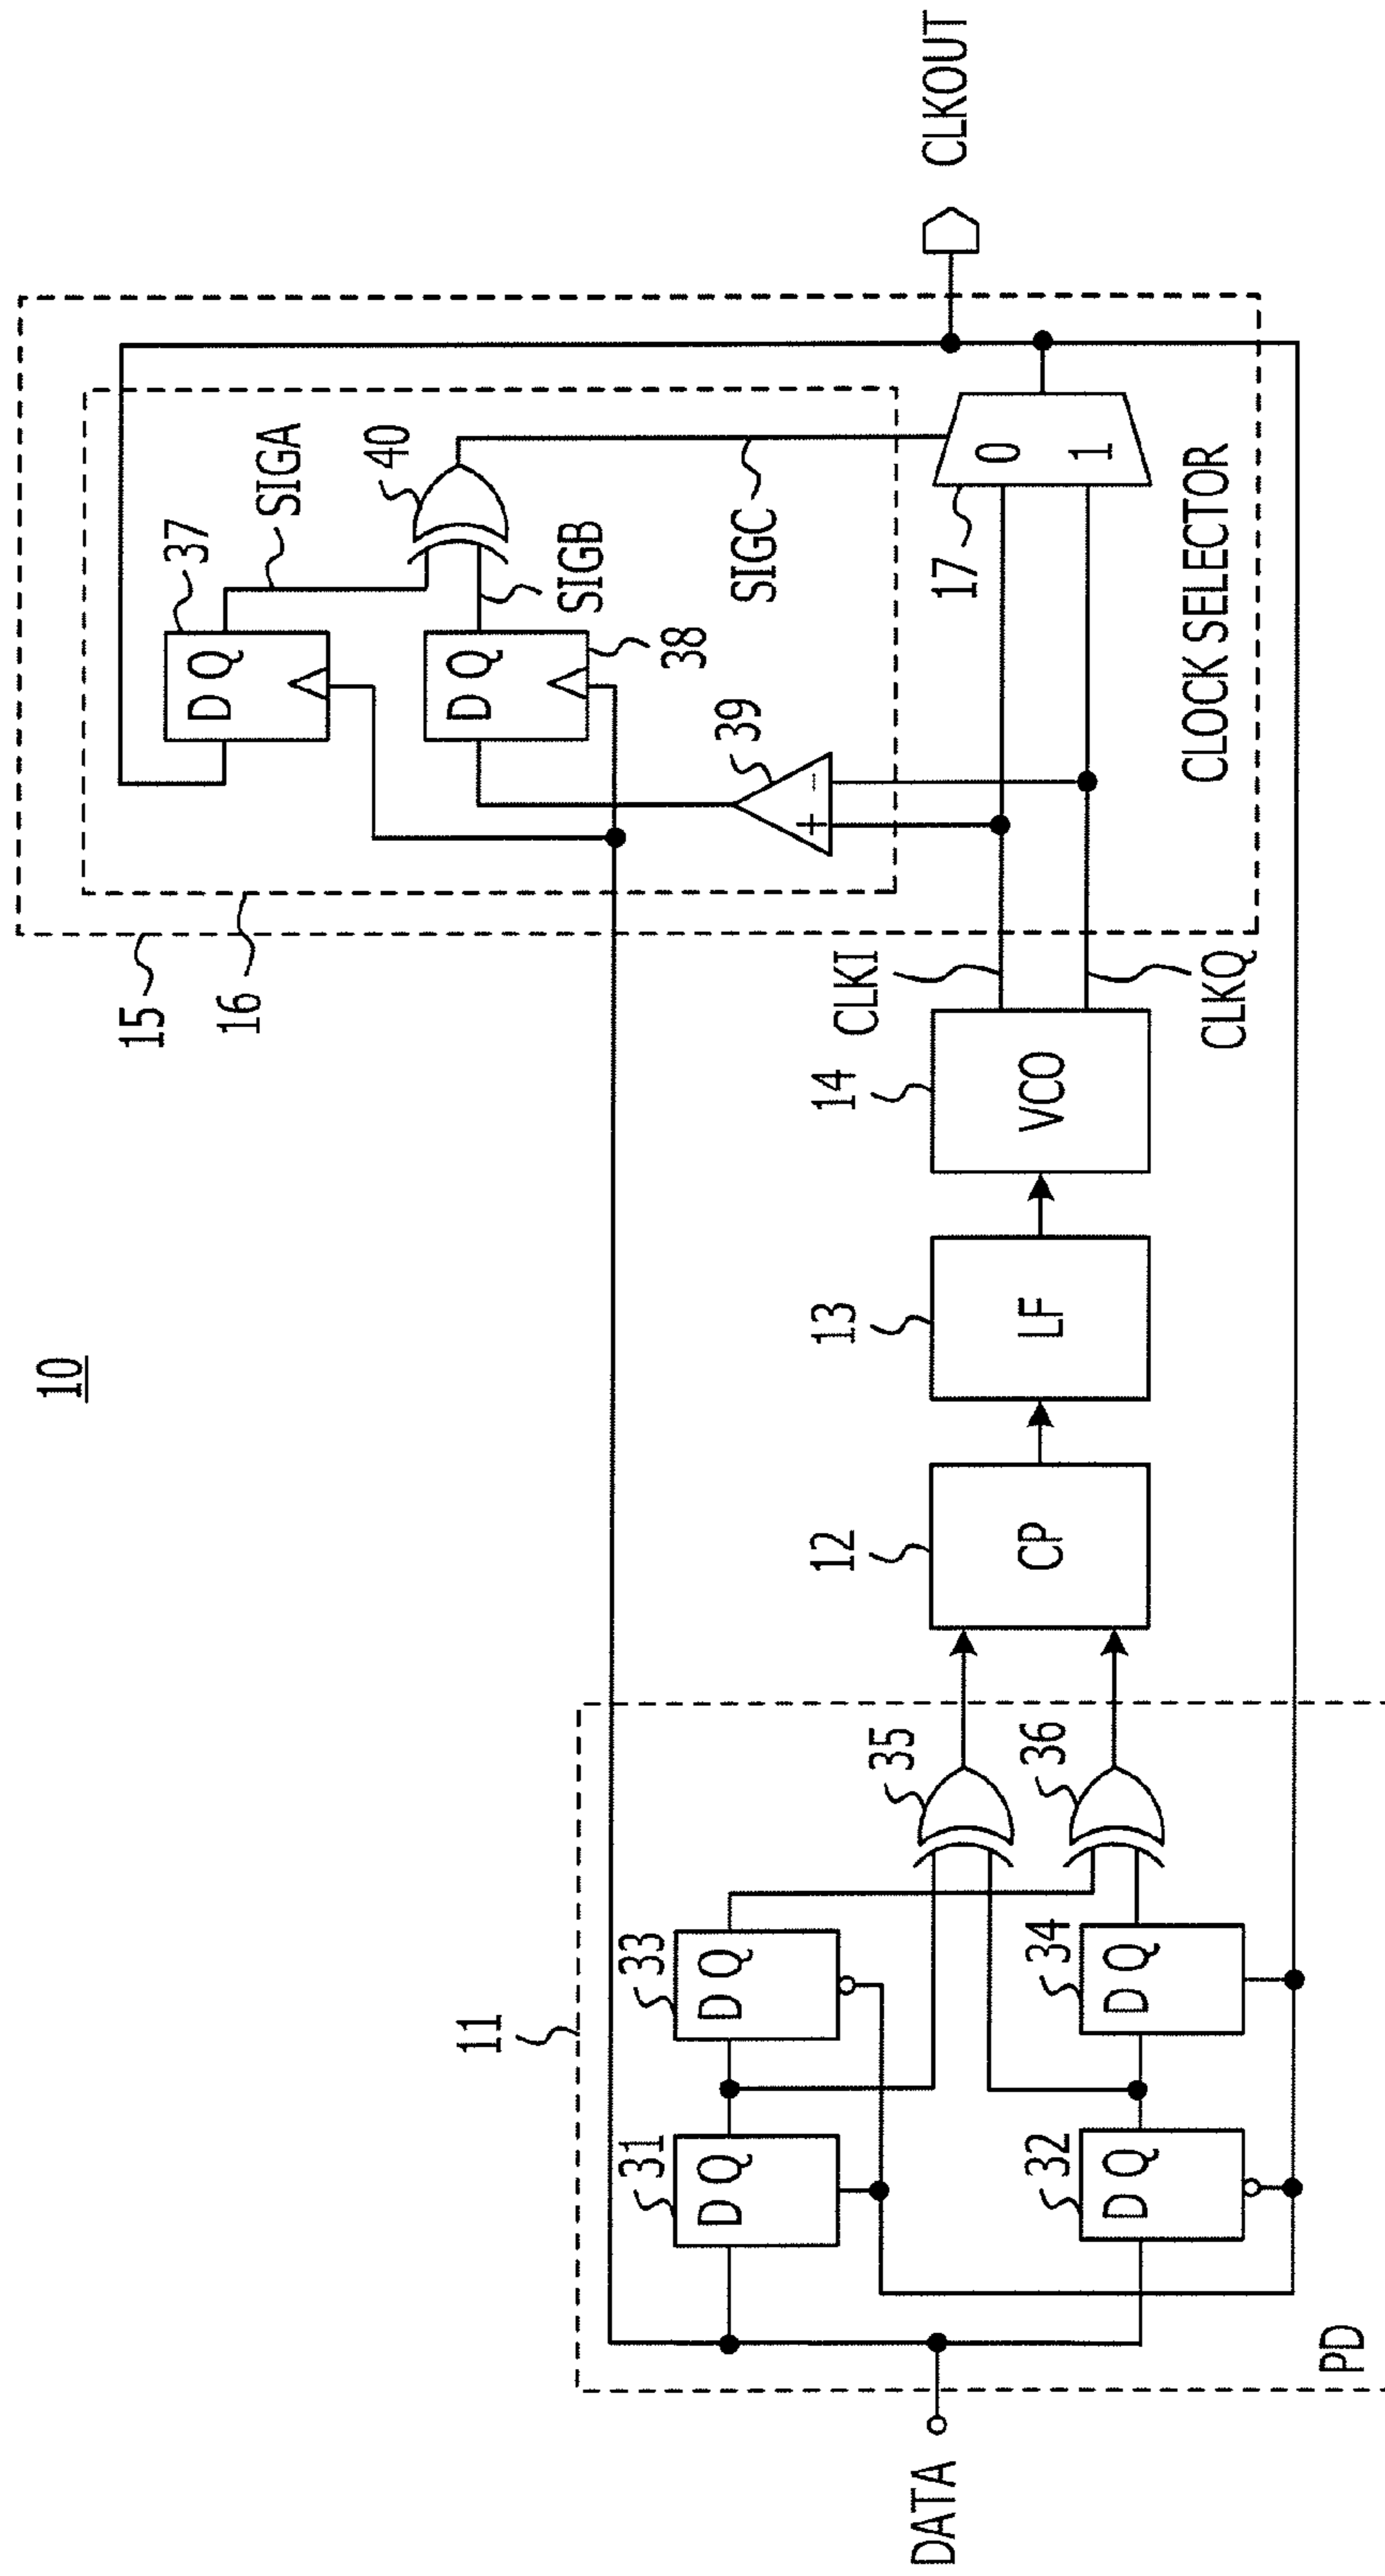 10
11
PD
DATA
31
D Q
33
D Q
32
D Q
34
D Q
35
36
12
CP
13
LF
14
VCO
CLKI
CLKQ
15
16
37
D Q
SIGA
38
D Q
SIGB
39
+
-
40
SIGC
17
0
1
CLOCK SELECTOR
CLKOUT